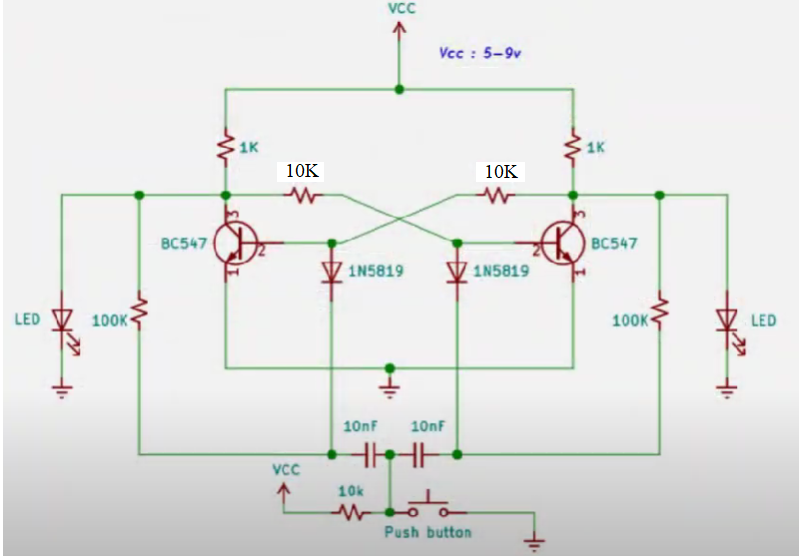 VCC
Vcc : 5-9v
1K
1K
10K
10K
3
3
BC547
2
2
BC547
1
1
1N5819
1N5819
LED
100K
100K
LED
10nF
10nF
VCC
10k
Push button